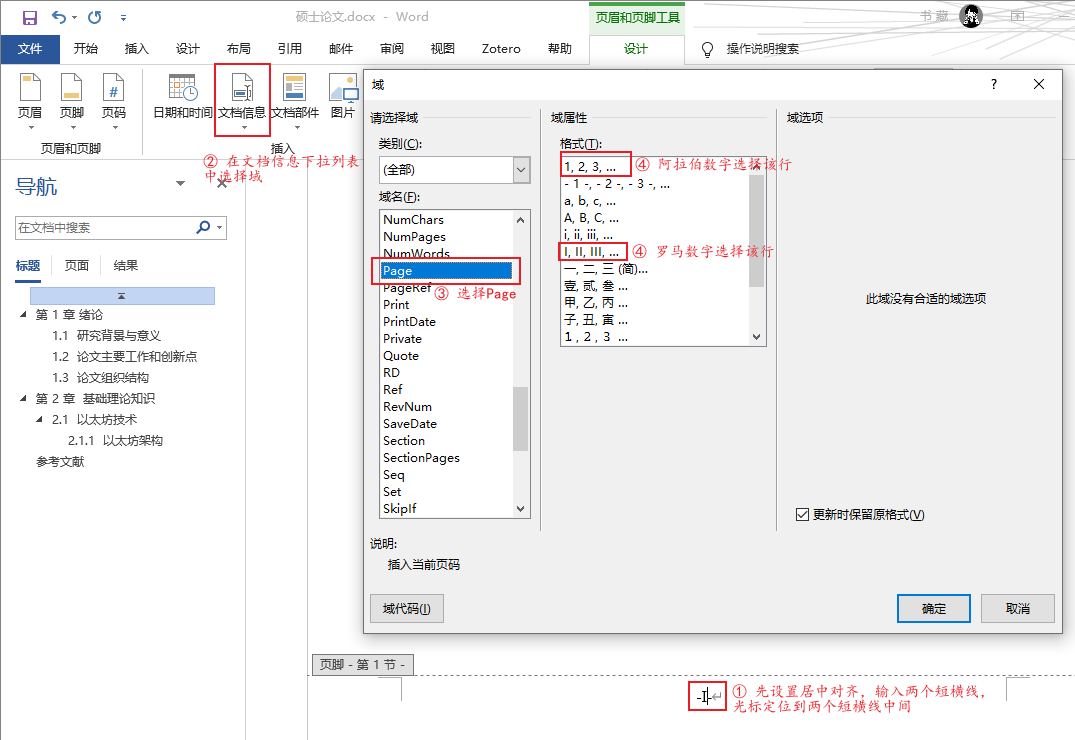 硕士论文.docx - Word
页眉和页脚工具
书 藏
文件 开始 插入 设计 布局 引用 邮件 审阅 视图 Zotero 帮助 设计 操作说明搜索
页眉 页脚 页码 日期和时间 文档信息 文档部件 图片
页眉和页脚 插入
② 在文档信息下拉列表
中选择域
导航
在文档中搜索
标题 页面 结果
第 1 章 绪论
1.1 研究背景与意义
1.2 论文主要工作和创新点
1.3 论文组织结构
第 2 章 基础理论知识
2.1 以太坊技术
2.1.1 以太坊架构
参考文献
域
?
请选择域
类别(C):
(全部)
域名(F):
NumChars
NumPages
NumWords
Page
PageRef
③ 选择Page
Print
PrintDate
Private
Quote
RD
Ref
RevNum
SaveDate
Section
SectionPages
Seq
Set
SkipIf
域属性
格式(T):
1, 2, 3, ...
④ 阿拉伯数字选择该行
- 1 -, - 2 -, - 3 -, ...
a, b, c, ...
A, B, C, ...
i, ii, iii, ...
I, II, III, ...
④ 罗马数字选择该行
一, 二, 三 (简)...
壹, 贰, 叁 ...
甲, 乙, 丙 ...
子, 丑, 寅 ...
1 , 2 , 3 ...
域选项
此域没有合适的域选项
更新时保留原格式(V)
说明:
插入当前页码
域代码(I)
确定
取消
页脚 - 第 1 节 -
-I-
① 先设置居中对齐，输入两个短横线，
光标定位到两个短横线中间